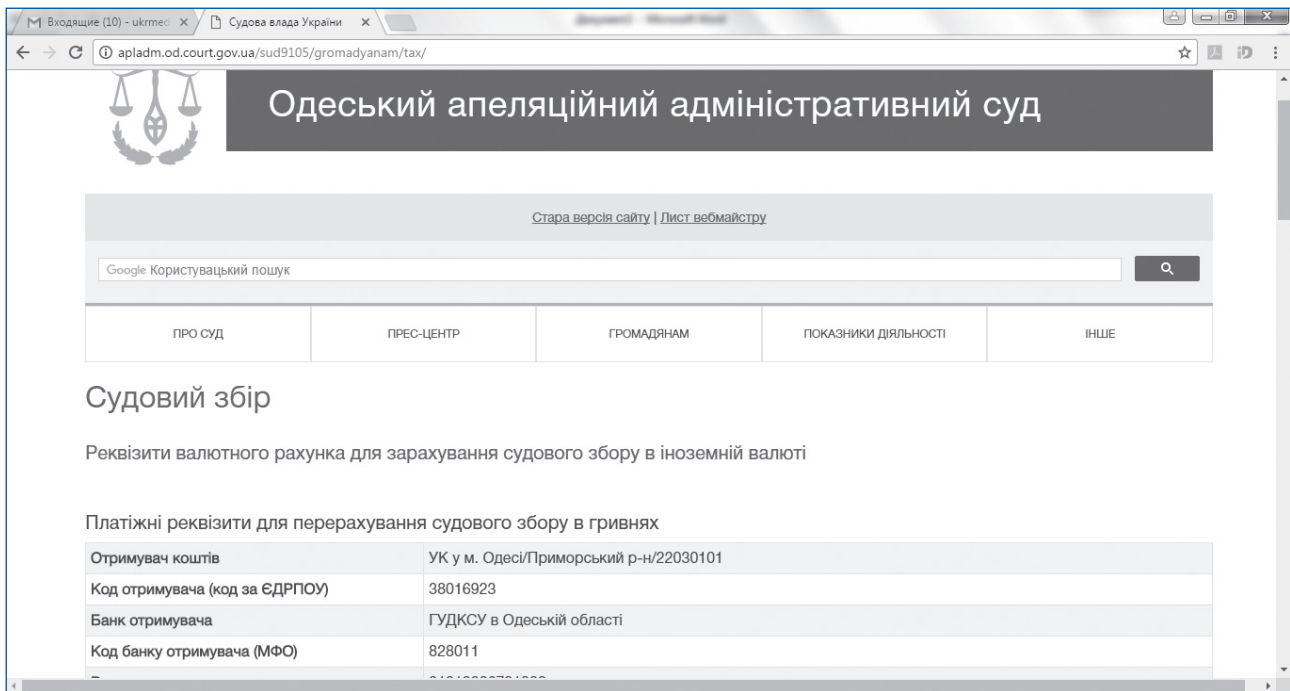 Входящие (10) - ukrmed
Судова влада України
apladm.od.court.gov.ua/sud9105/gromadyanam/tax/
Одеський апеляційний адміністративний суд
Стара версія сайту | Лист вебмайстру
Google Користувацький пошук
ПРО СУД ПРЕС-ЦЕНТР ГРОМАДЯНАМ ПОКАЗНИКИ ДІЯЛЬНОСТІ ІНШЕ
Судовий збір
Реквізити валютного рахунка для зарахування судового збору в іноземній валюті
Платіжні реквізити для перерахування судового збору в гривнях
Отримувач коштів УК у м. Одесі/Приморський р-н/22030101
Код отримувача (код за ЄДРПОУ) 38016923
Банк отримувача ГУДКСУ в Одеській області
Код банку отримувача (МФО) 828011